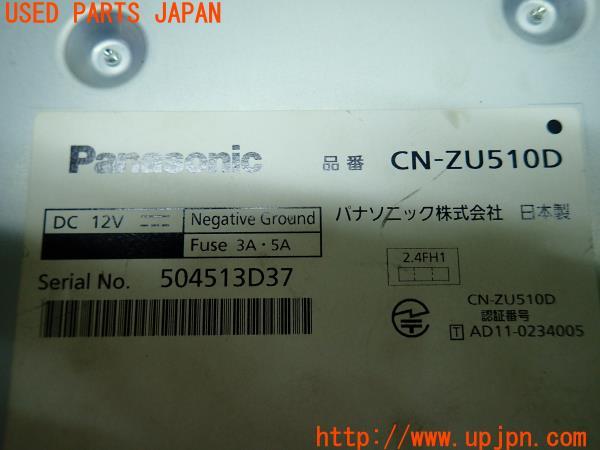 USED PARTS JAPAN
Panasonic 品番 CN-ZU510D
DC 12V Negative Ground
Fuse 3A・5A
パナソニック株式会社 日本製
Serial No. 504513D37
2.4FH1
CN-ZU510D
認証番号
T AD11-0234005
http://www.upjpn.com